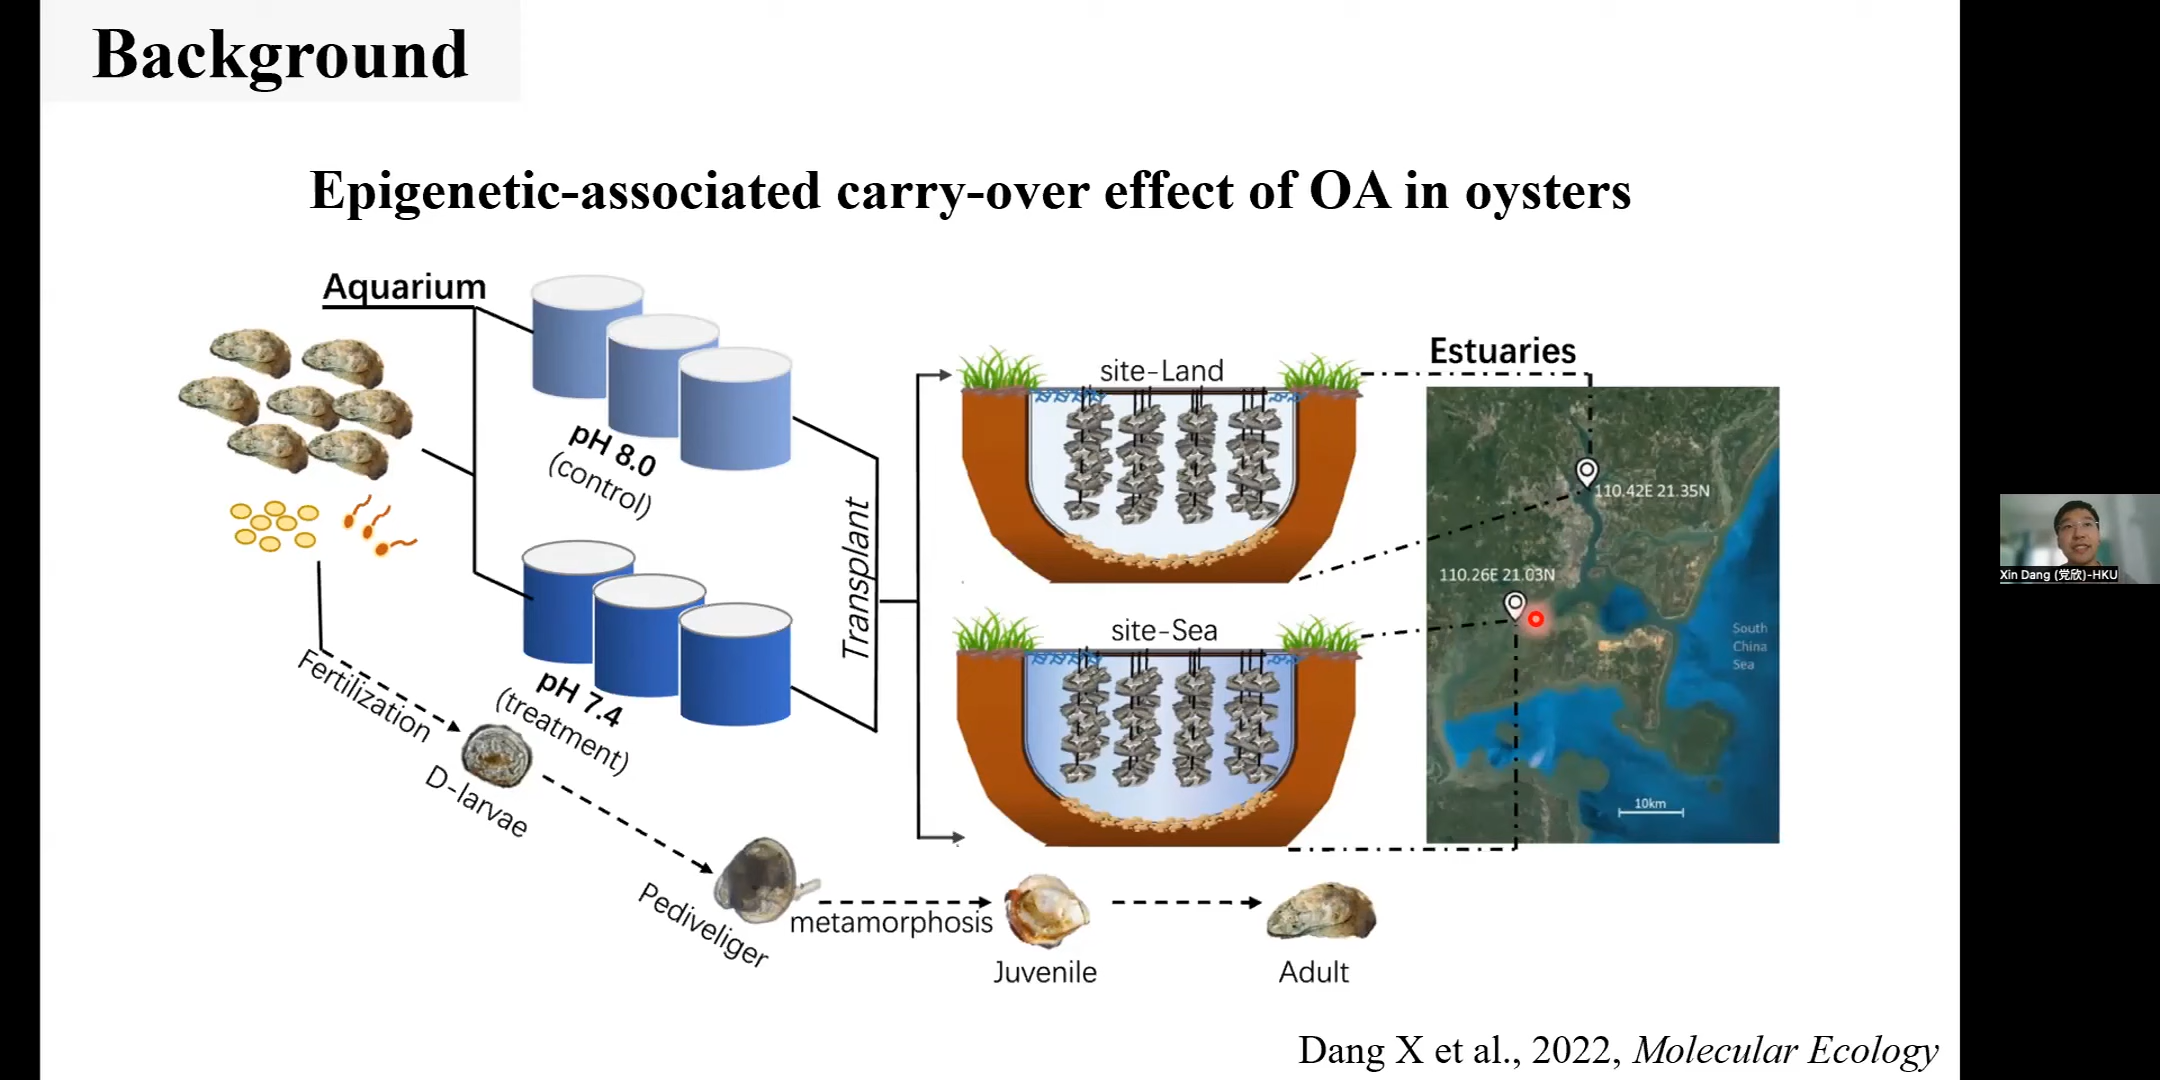 Background
Epigenetic-associated carry-over effect of OA in oysters
Aquarium
pH 8.0
(control)
pH 7.4
(treatment)
Transplant
site-Land
site-Sea
Estuaries
110.42E 21.35N
110.26E 21.03N
South
China
Sea
10km
Fertilization
D-larvae
Pediveliger
metamorphosis
Juvenile
Adult
Dang X et al., 2022, Molecular Ecology
Xin Dang (党欣)-HKU